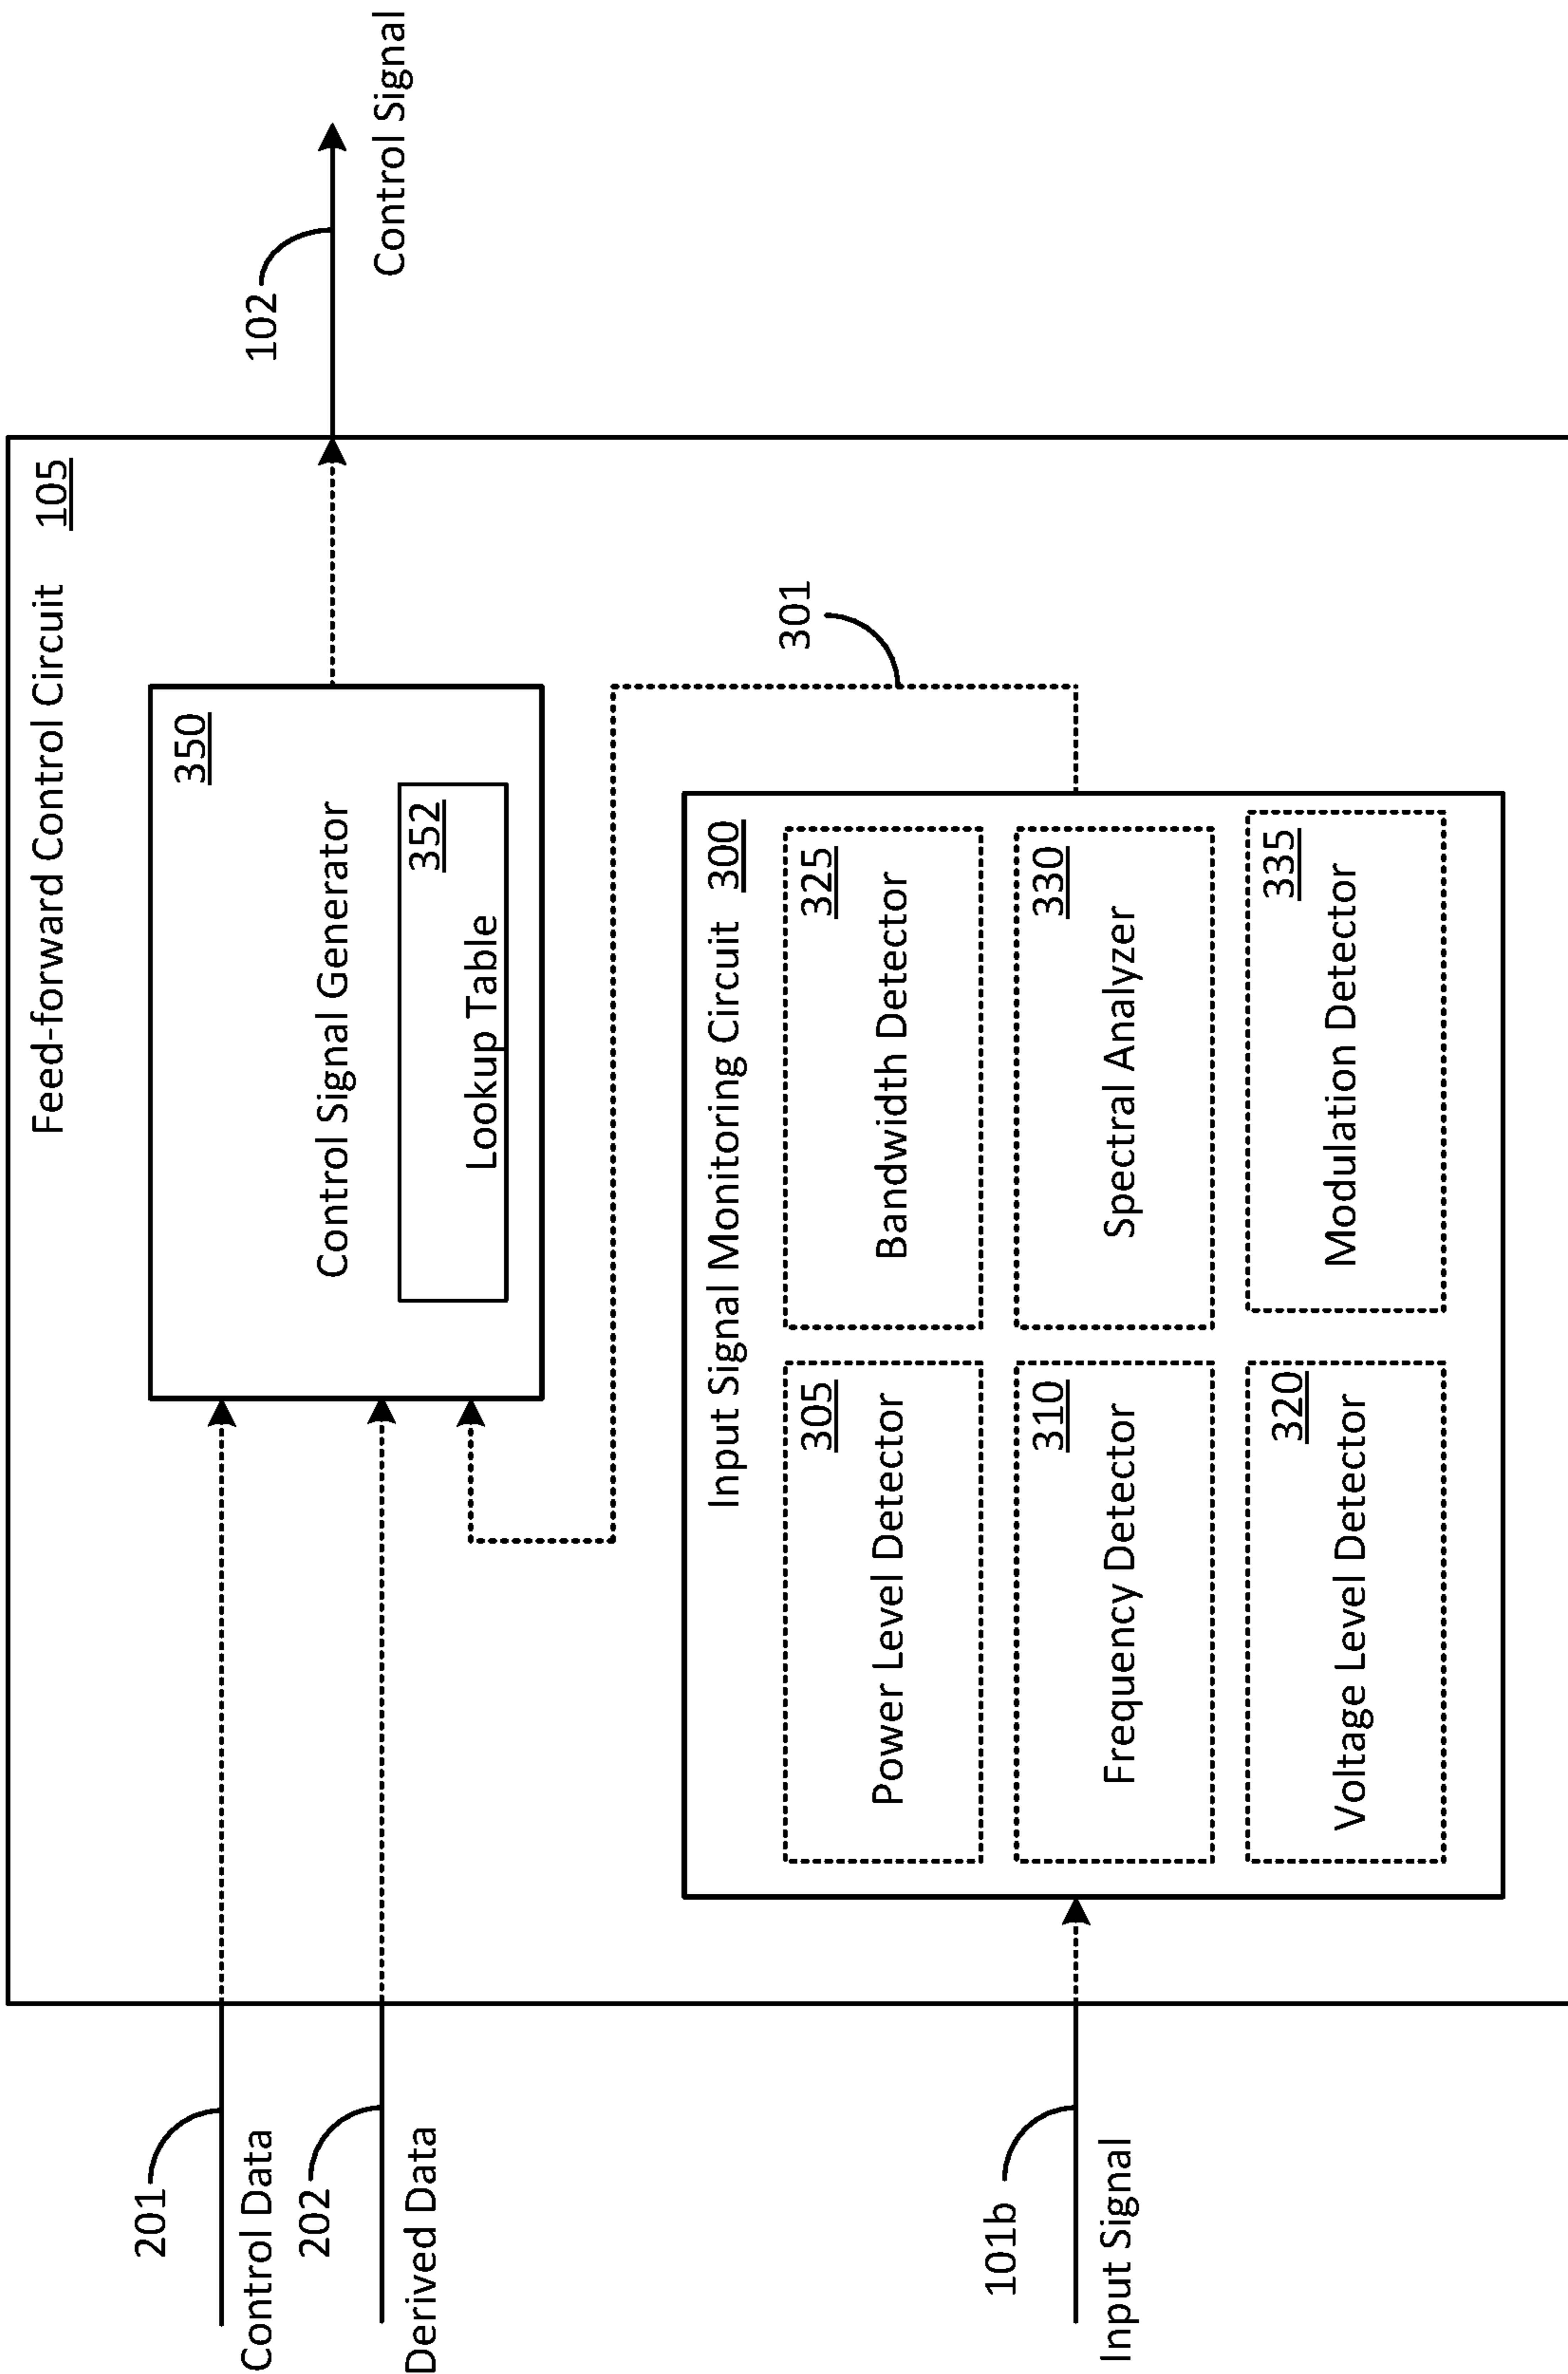 Feed-forward Control Circuit 105
201
Control Data
202
Derived Data
350
Control Signal Generator
352
Lookup Table
102
Control Signal
301
101b
Input Signal
Input Signal Monitoring Circuit 300
305
Power Level Detector
325
Bandwidth Detector
310
Frequency Detector
330
Spectral Analyzer
320
Voltage Level Detector
335
Modulation Detector